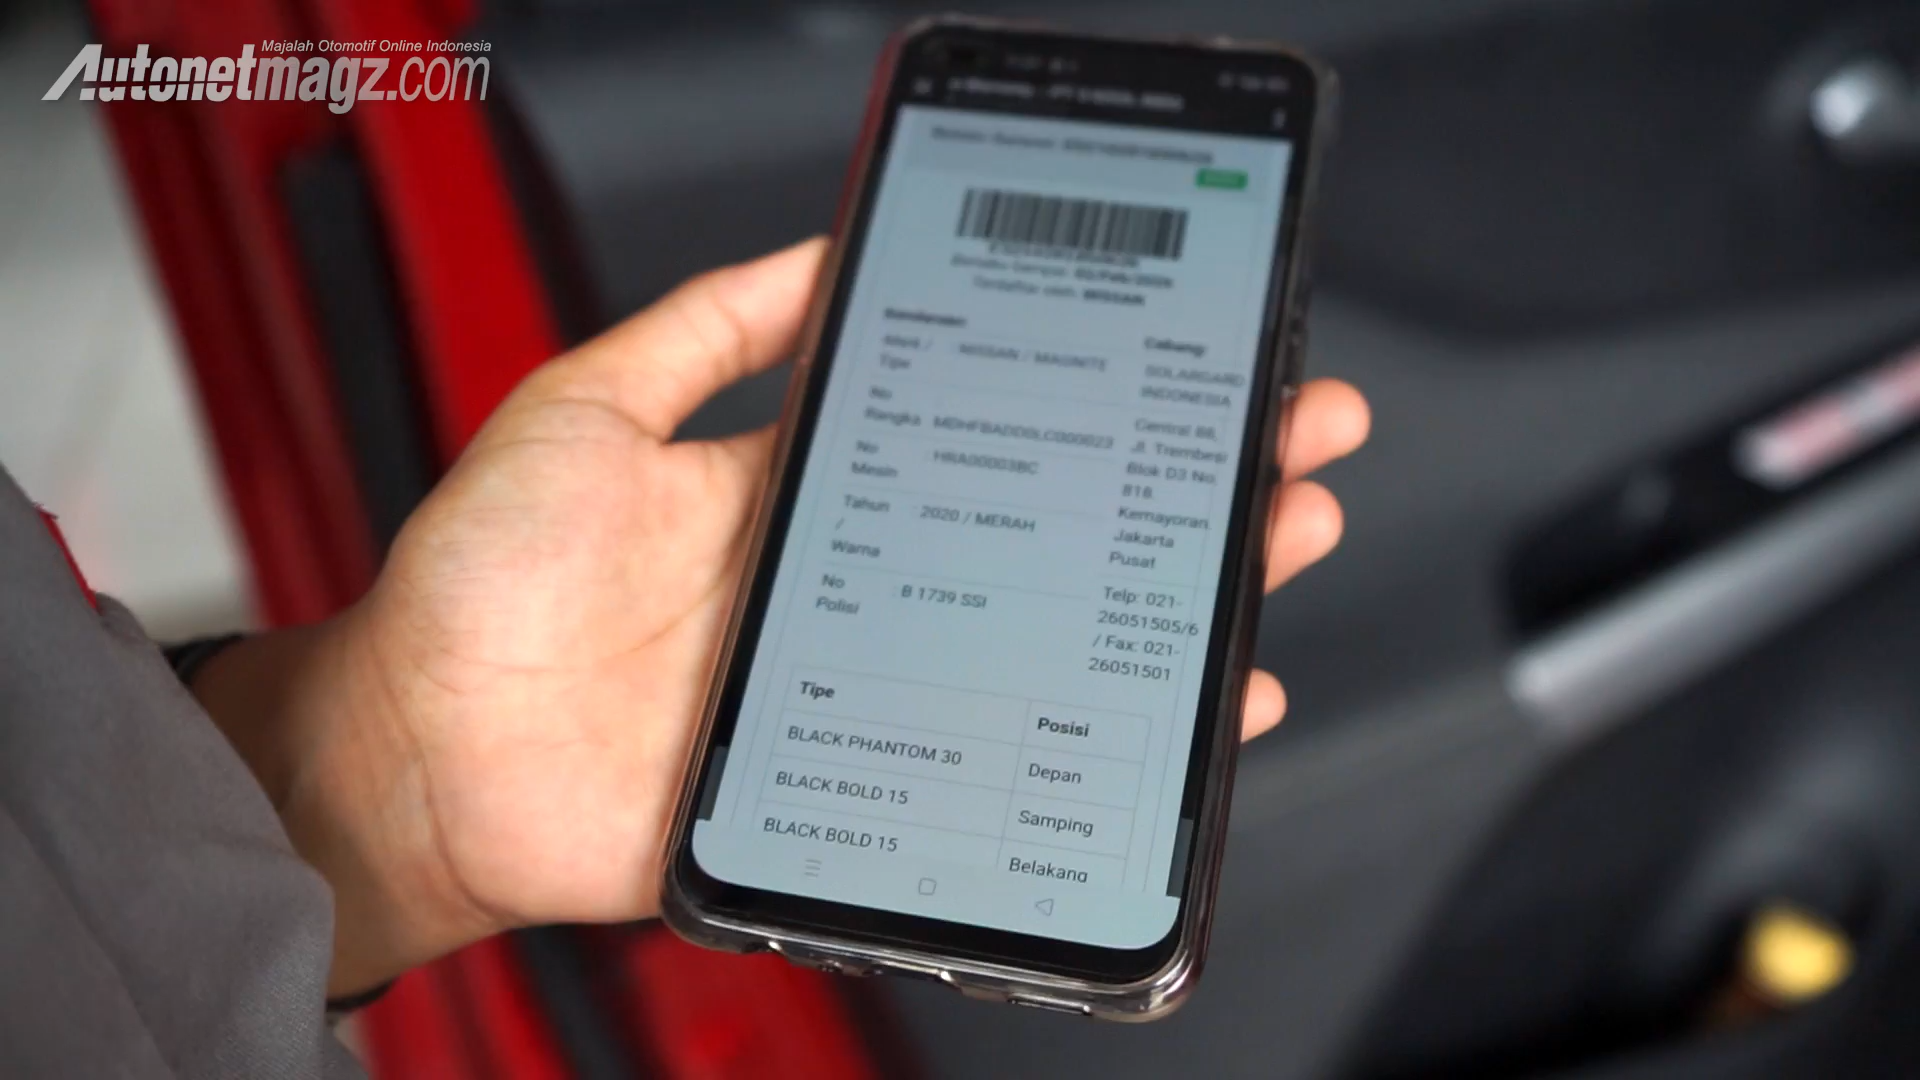 Majalah Otomotif Online Indonesia
Autonetmagz.com
Kendaraan
Cabang:
Merk / Tipe : NISSAN / MAGNITE
SOLARGARD
INDONESIA
No
Rangka
Central 88,
Jl. Trembesi
Blok D3 No.
818
Kemayoran,
Jakarta
Pusat
No
Mesin
Tahun
/
Warna
: 2020 / MERAH
No
Polisi
: B 1739 SSI
Telp: 021-
26051505/6
/ Fax: 021-
26051501
Tipe
Posisi
BLACK PHANTOM 30
Depan
BLACK BOLD 15
Samping
BLACK BOLD 15
Belakang